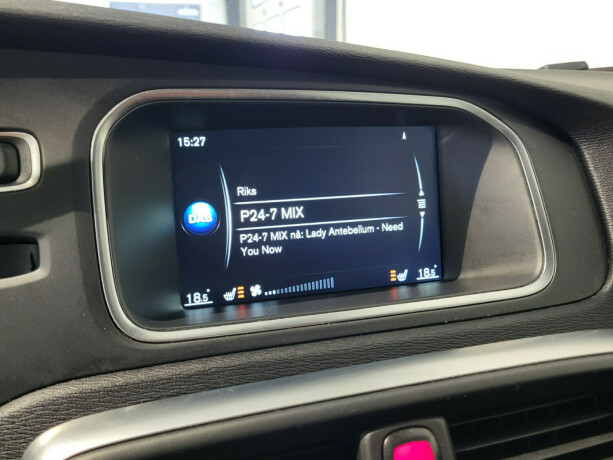 15:27
Riks
P24-7 MIX
DAB
P24-7 MIX nå: Lady Antebellum - Need
You Now
18.5°
18.5°